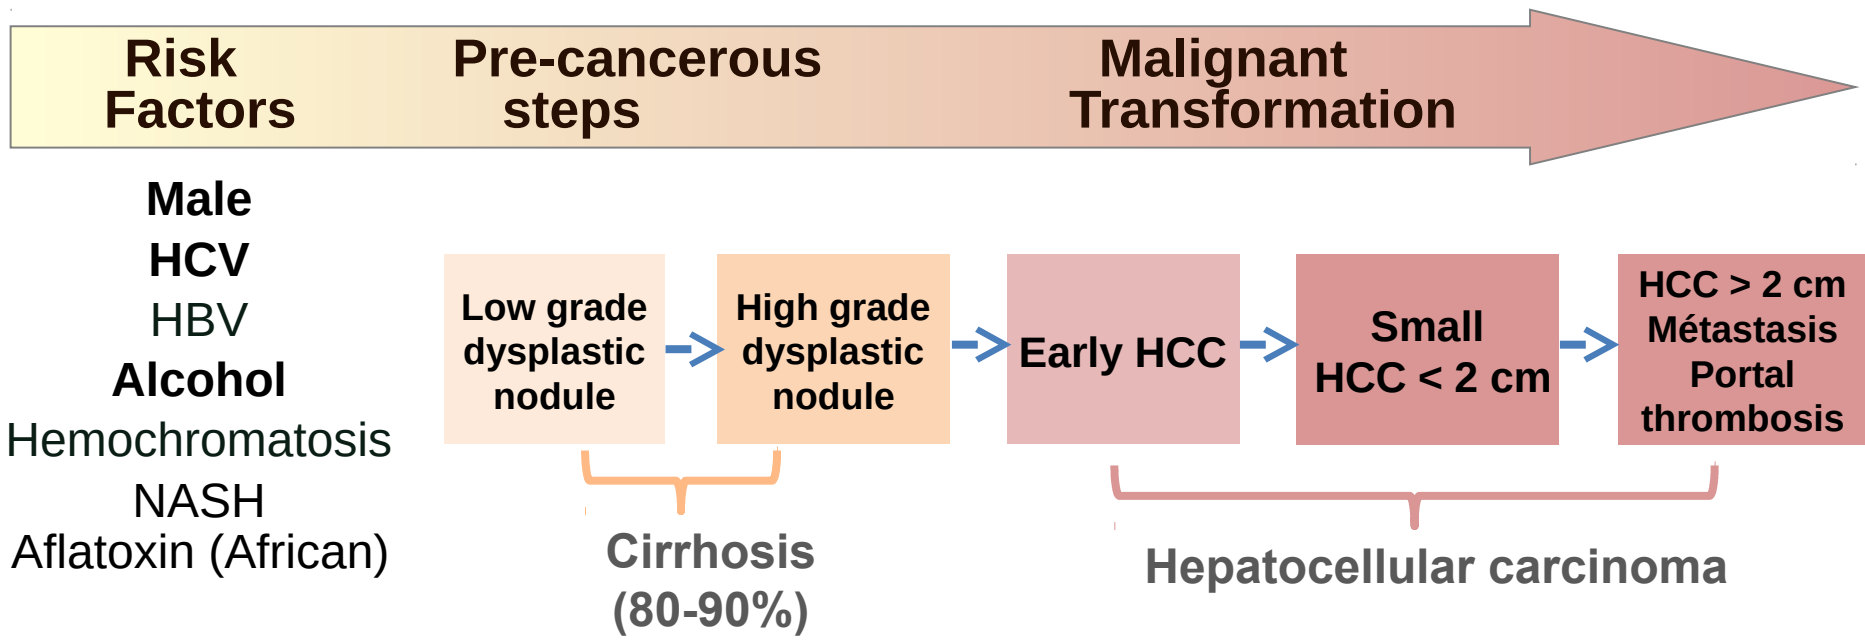 Risk
Factors
Pre-cancerous
steps
Malignant
Transformation
Male
HCV
HBV
Alcohol
Hemochromatosis
NASH
Aflatoxin (African)
Low grade
dysplastic
nodule
High grade
dysplastic
nodule
Early HCC
Small
HCC < 2 cm
HCC > 2 cm
Métastasis
Portal
thrombosis
Cirrhosis
(80-90%)
Hepatocellular carcinoma